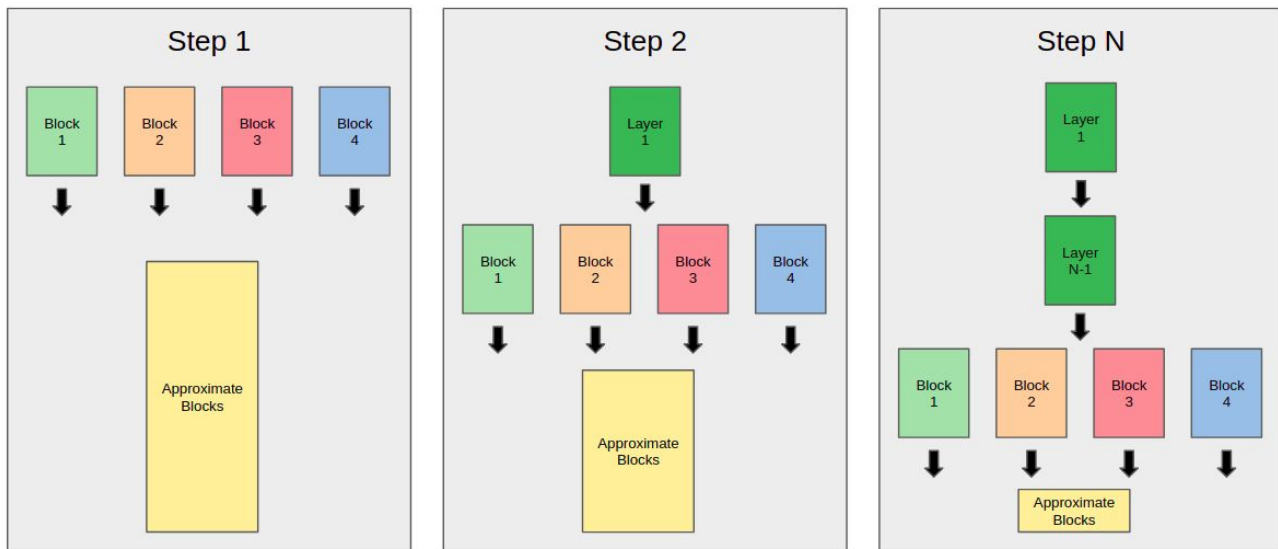 Step 1
Block
1
Block
2
Block
3
Block
4
Approximate
Blocks
Step 2
Layer
1
Block
1
Block
2
Block
3
Block
4
Approximate
Blocks
Step N
Layer
1
Layer
N-1
Block
1
Block
2
Block
3
Block
4
Approximate
Blocks